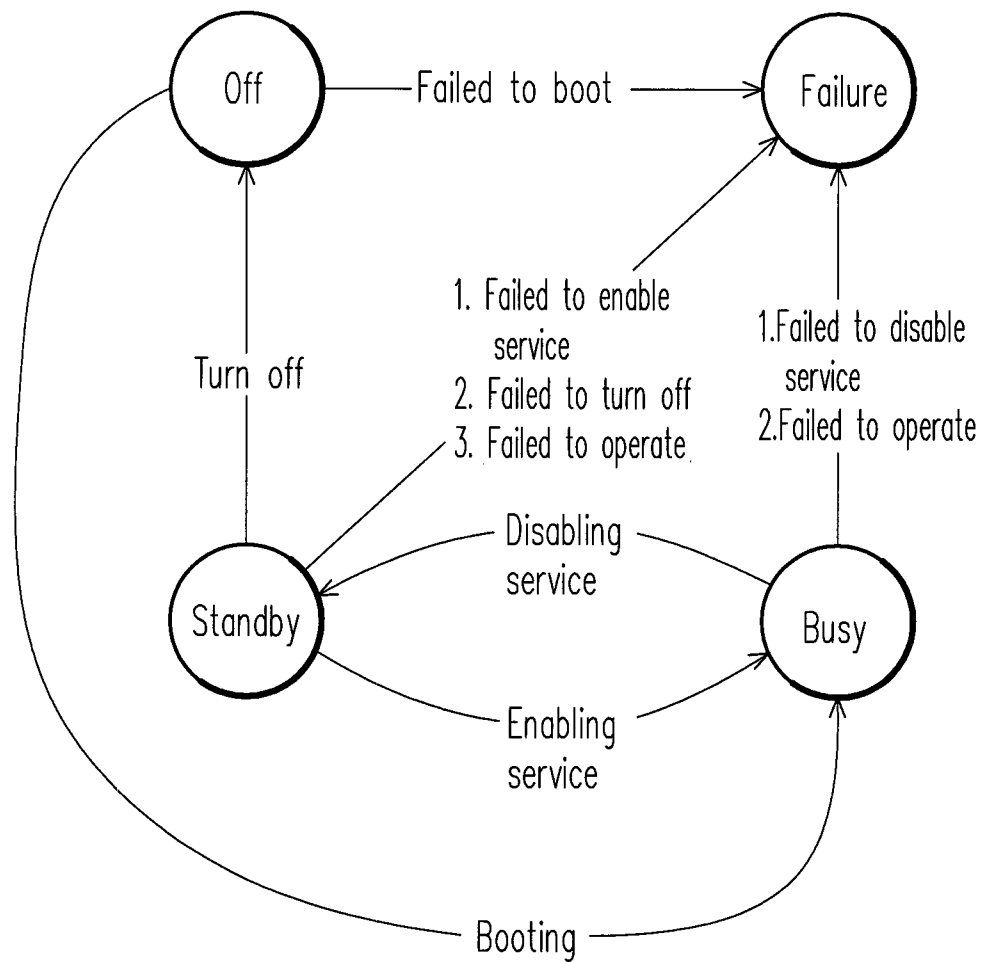 Off
Failed to boot
Failure
1. Failed to enable
service
2. Failed to turn off
3. Failed to operate
1.Failed to disable
service
2.Failed to operate
Turn off
Disabling
service
Standby
Busy
Enabling
service
Booting